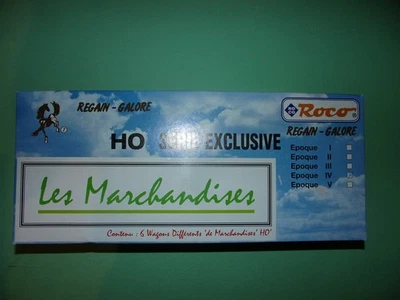 REGAIN - GALORE
Roco
HO SERIE EXCLUSIVE
REGAIN - GALORE
Epoque I
Epoque II
Epoque III
Epoque IV
Epoque V
Les Marchandises
Contenu : 6 Wagons Différents 'de Marchandises' HO'